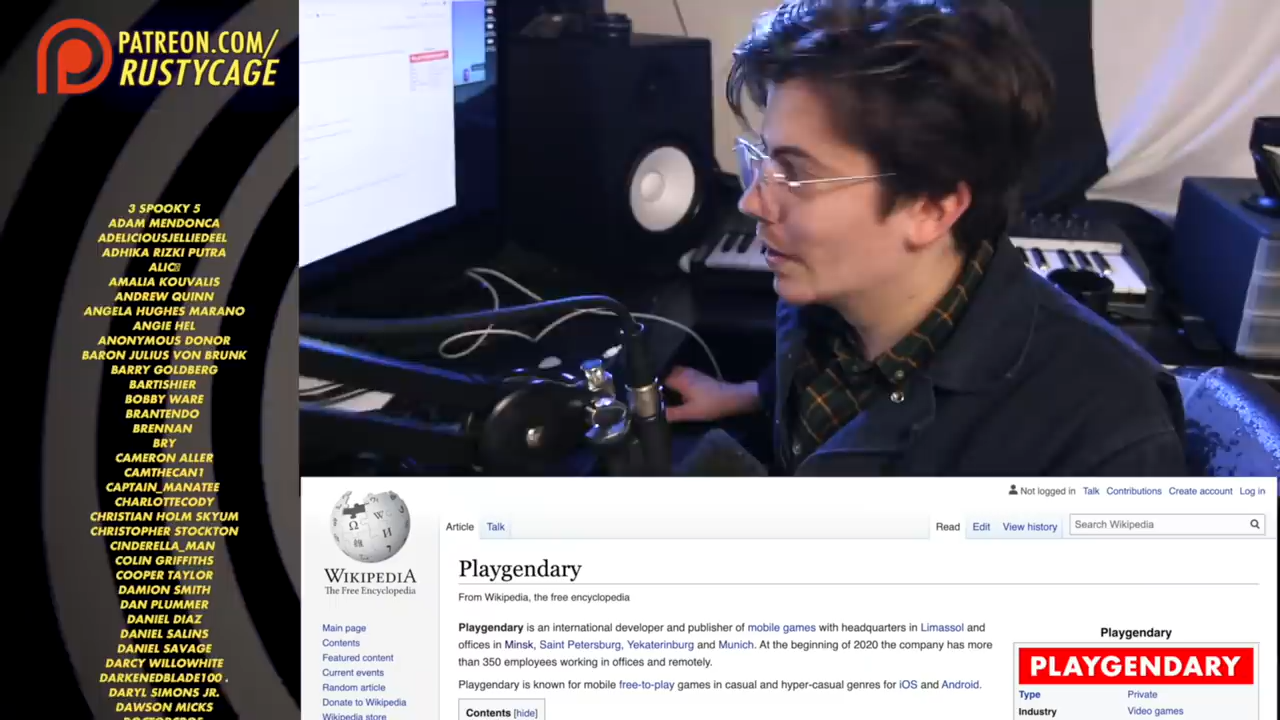 PATREON.COM/
RUSTYCAGE
3 SPOOKY 5
ADAM MENDONCA
ADELICIOUSJELLIEDEEL
ADHIKA RIZKI PUTRA
ALIC
AMALIA KOUVALIS
ANDREW QUINN
ANGELA HUGHES MARANO
ANGIE HEL
ANONYMOUS DONOR
BARON JULIUS VON BRUNK
BARRY GOLDBERG
BARTISHIER
BOBBY WARE
BRANTENDO
BRENNAN
BRY
CAMERON ALLER
CAMTHECAN1
CAPTAIN_MANATEE
CHARLOTTECODY
CHRISTIAN HOLM SKYUM
CHRISTOPHER STOCKTON
CINDERELLA_MAN
COLIN GRIFFITHS
COOPER TAYLOR
DAMION SMITH
DAN PLUMMER
DANIEL DIAZ
DANIEL SALINS
DANIEL SAVAGE
DARCY WILLOWHITE
DARKENEDBLADE100 .
DARYL SIMONS JR.
DAWSON MICKS
Not logged in Talk Contributions Create account Log in
Article Talk Read Edit View history Search Wikipedia
WIKIPEDIA
The Free Encyclopedia
Main page
Contents
Featured content
Current events
Random article
Donate to Wikipedia
Wikipedia store
Playgendary
From Wikipedia, the free encyclopedia
Playgendary is an international developer and publisher of mobile games with headquarters in Limassol and
offices in Minsk, Saint Petersburg, Yekaterinburg and Munich. At the beginning of 2020 the company has more
than 350 employees working in offices and remotely.
Playgendary is known for mobile free-to-play games in casual and hyper-casual genres for iOS and Android.
Contents [hide]
Playgendary
PLAYGENDARY
Type Private
Industry Video games